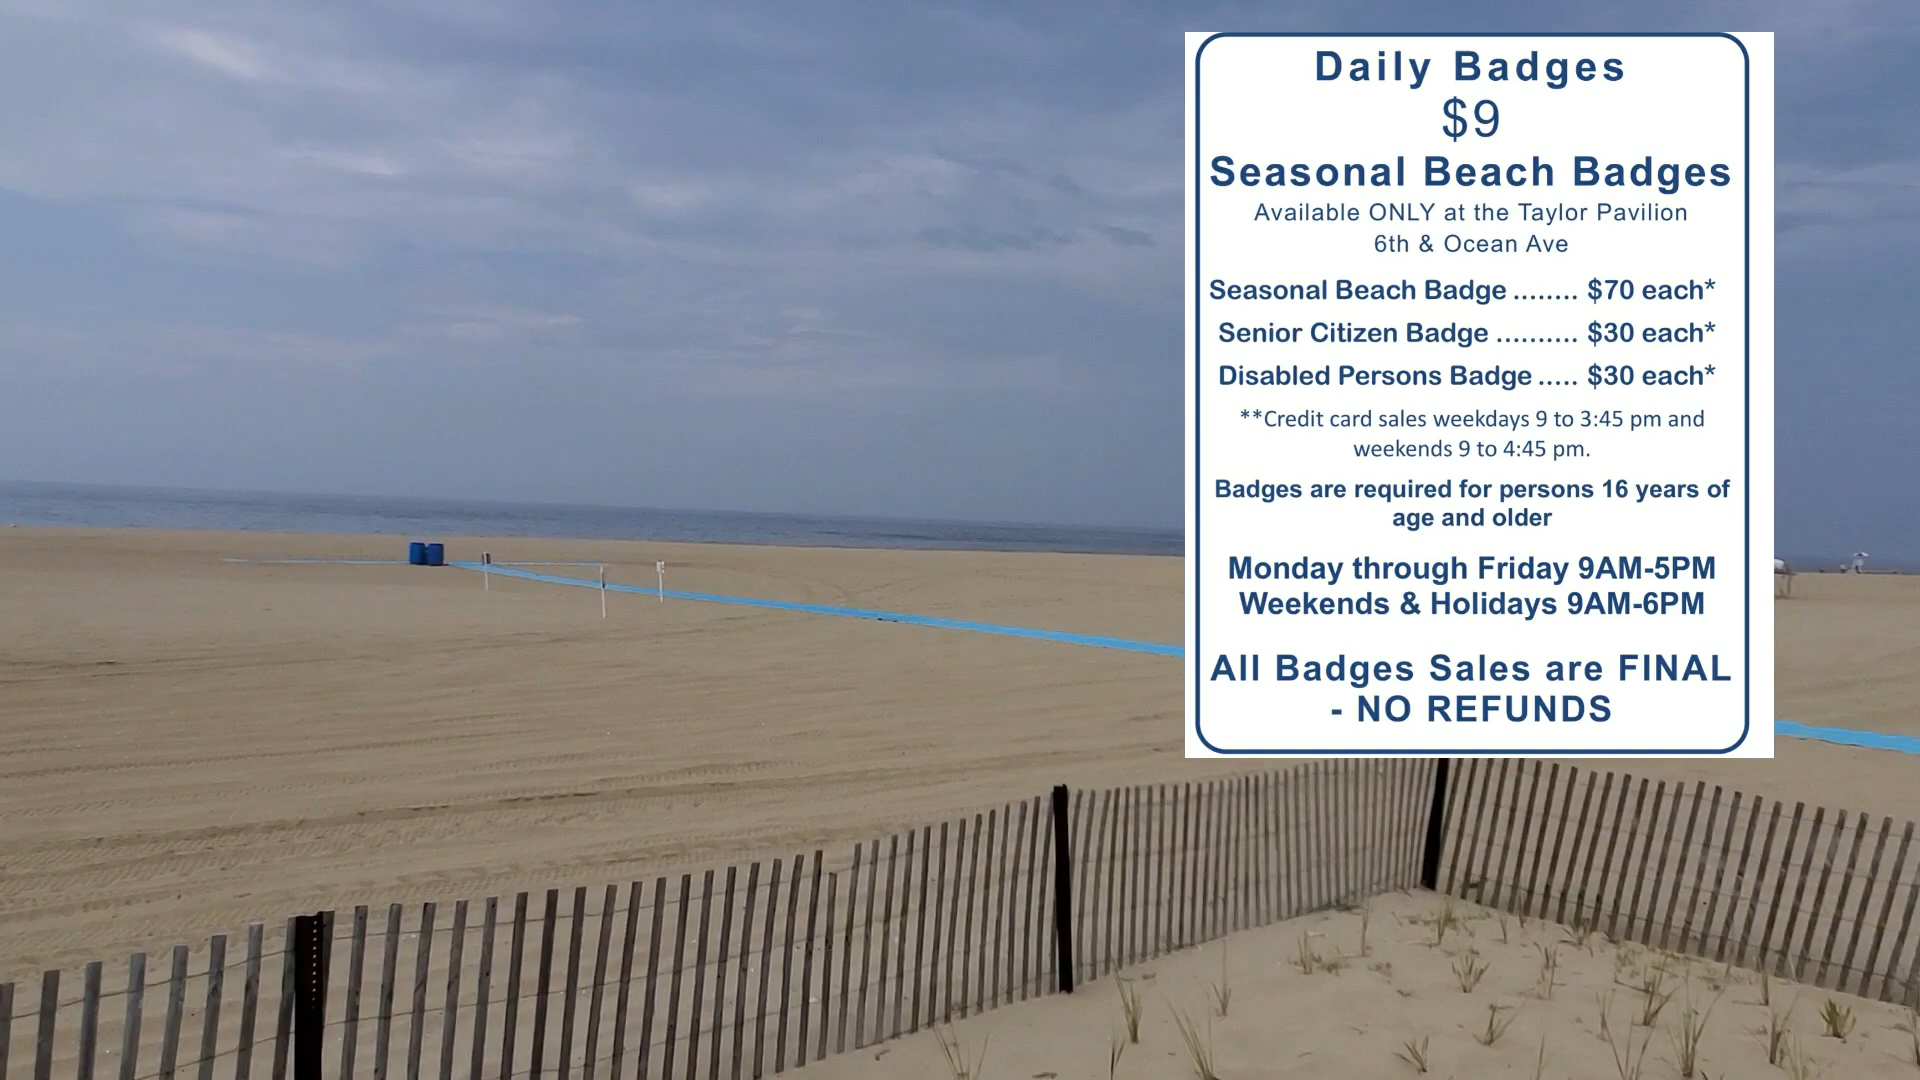 Daily Badges
$9
Seasonal Beach Badges
Available ONLY at the Taylor Pavilion
6th & Ocean Ave
Seasonal Beach Badge ........ $70 each*
Senior Citizen Badge .......... $30 each*
Disabled Persons Badge ..... $30 each*
**Credit card sales weekdays 9 to 3:45 pm and
weekends 9 to 4:45 pm.
Badges are required for persons 16 years of
age and older
Monday through Friday 9AM-5PM
Weekends & Holidays 9AM-6PM
All Badges Sales are FINAL
- NO REFUNDS